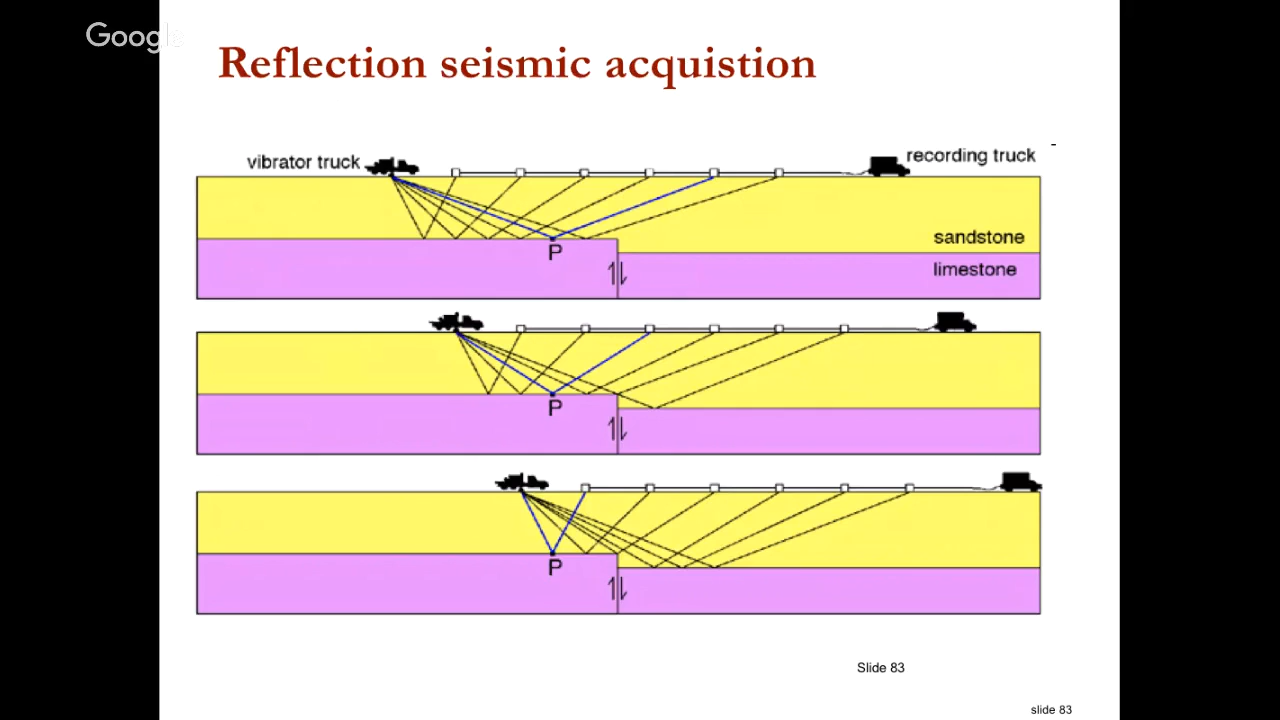 Google
Reflection seismic acquistion
vibrator truck
recording truck
sandstone
P
limestone
P
P
Slide 83
slide 83